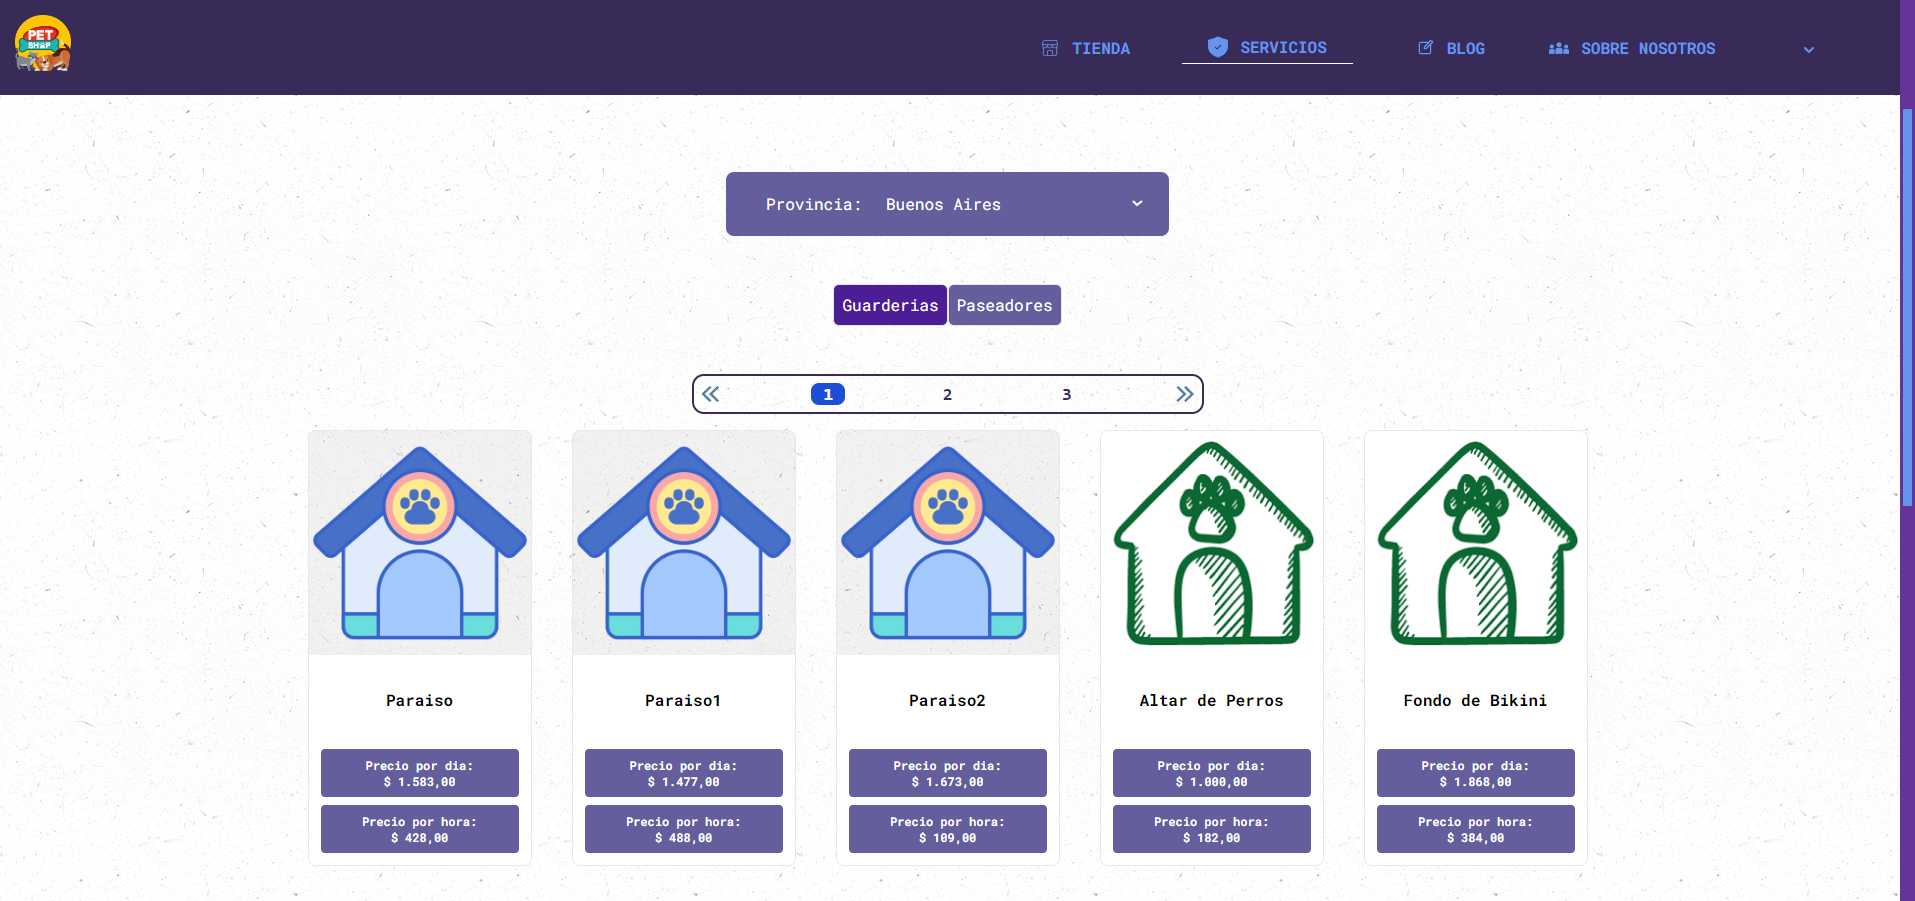 PET
SHOP
TIENDA
SERVICIOS
BLOG
SOBRE NOSOTROS
Provincia: Buenos Aires
Guarderias
Paseadores
1
2
3
Paraiso
Precio por dia:
$ 1.583,00
Precio por hora:
$ 428,00
Paraiso1
Precio por dia:
$ 1.477,00
Precio por hora:
$ 488,00
Paraiso2
Precio por dia:
$ 1.673,00
Precio por hora:
$ 109,00
Altar de Perros
Precio por dia:
$ 1.000,00
Precio por hora:
$ 182,00
Fondo de Bikini
Precio por dia:
$ 1.868,00
Precio por hora:
$ 384,00